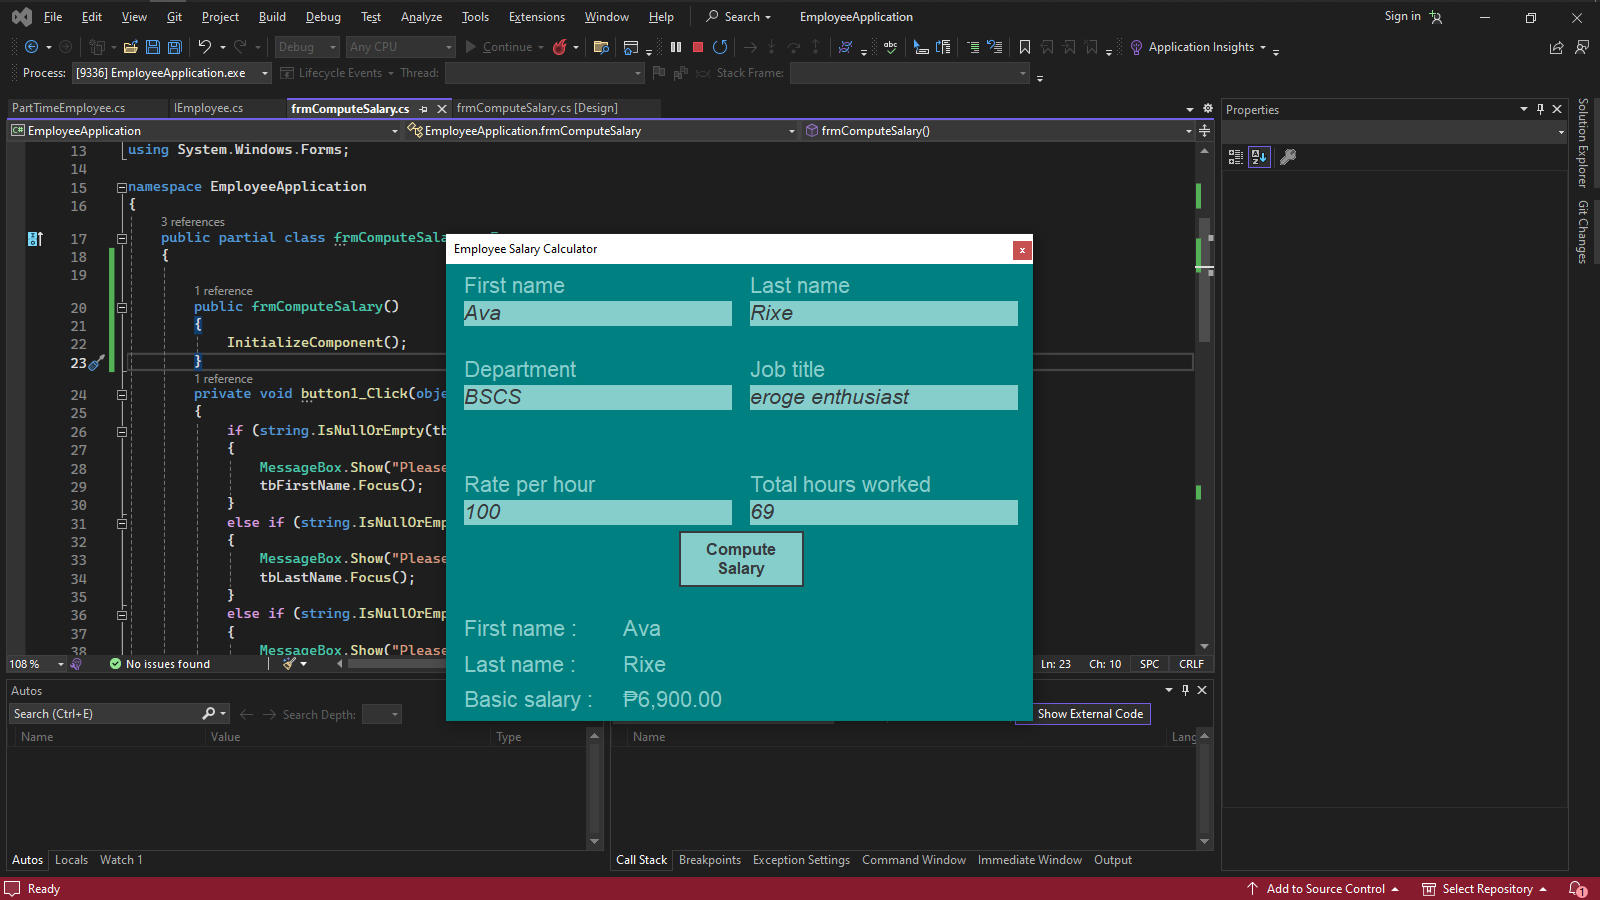 File Edit View Git Project Build Debug Test Analyze Tools Extensions Window Help Search EmployeeApplication Sign in
Debug Any CPU Continue Application Insights
Process: [9336] EmployeeApplication.exe Lifecycle Events Thread: Stack Frame:
PartTimeEmployee.cs IEmployee.cs frmComputeSalary.cs frmComputeSalary.cs [Design]
EmployeeApplication EmployeeApplication.frmComputeSalary frmComputeSalary()
13 using System.Windows.Forms;
14
15 namespace EmployeeApplication
16 {
3 references
17 public partial class frmComputeSala
18 {
19
1 reference
20 public frmComputeSalary()
21 {
22 InitializeComponent();
23 }
1 reference
24 private void button1_Click(obje
25 {
26 if (string.IsNullOrEmpty(tb
27 {
28 MessageBox.Show("Please
29 tbFirstName.Focus();
30 }
31 else if (string.IsNullOrEmp
32 {
33 MessageBox.Show("Please
34 tbLastName.Focus();
35 }
36 else if (string.IsNullOrEmp
37 {
38 MessageBox.Show("Please
108 % No issues found Ln: 23 Ch: 10 SPC CRLF
Employee Salary Calculator
First name Last name
Ava Rixe
Department Job title
BSCS eroge enthusiast
Rate per hour Total hours worked
100 69
Compute
Salary
First name : Ava
Last name : Rixe
Basic salary : ₱6,900.00
Properties
Solution Explorer
Git Changes
Autos
Search (Ctrl+E) Search Depth:
Name Value Type
Autos Locals Watch 1
Show External Code
Name Lang
Call Stack Breakpoints Exception Settings Command Window Immediate Window Output
Ready Add to Source Control Select Repository 1